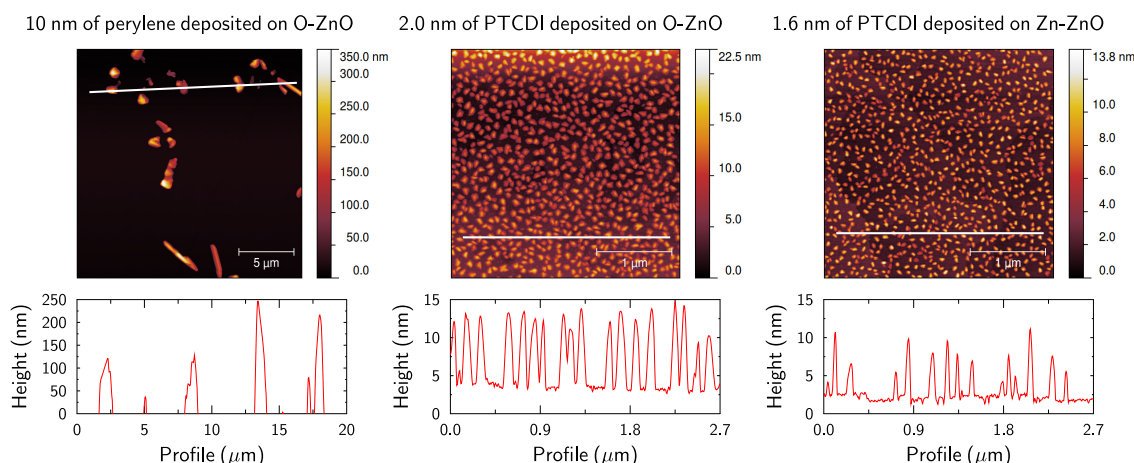 10 nm of perylene deposited on O-ZnO
350.0 nm
300.0
250.0
200.0
150.0
100.0
50.0
0.0
5 μm
Height (nm)
250
200
150
100
50
0
0
5
10
15
20
Profile (μm)
2.0 nm of PTCDI deposited on O-ZnO
22.5 nm
15.0
10.0
5.0
0.0
1 μm
Height (nm)
15
10
5
0
0.0
0.9
1.8
2.7
Profile (μm)
1.6 nm of PTCDI deposited on Zn-ZnO
13.8 nm
10.0
8.0
6.0
4.0
2.0
0.0
1 μm
Height (nm)
15
10
5
0
0.0
0.9
1.8
2.7
Profile (μm)